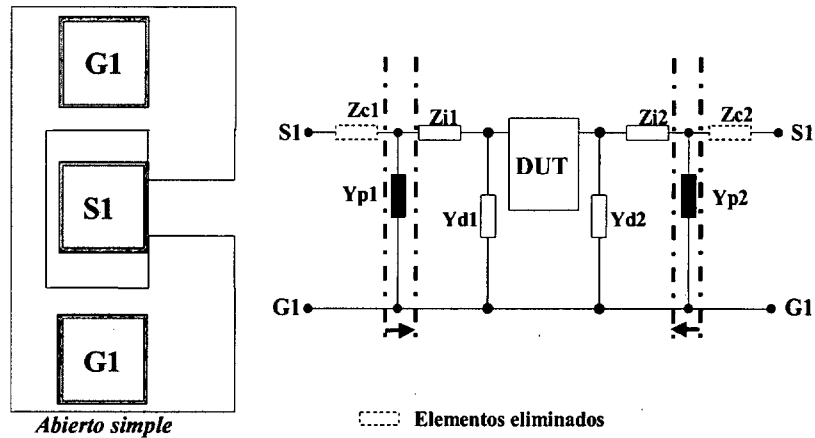 G1
S1
G1
Abierto simple
Zc1
Zi1
Zi2
Zc2
S1
S1
DUT
Yp1
Yd1
Yd2
Yp2
G1
G1
Elementos eliminados